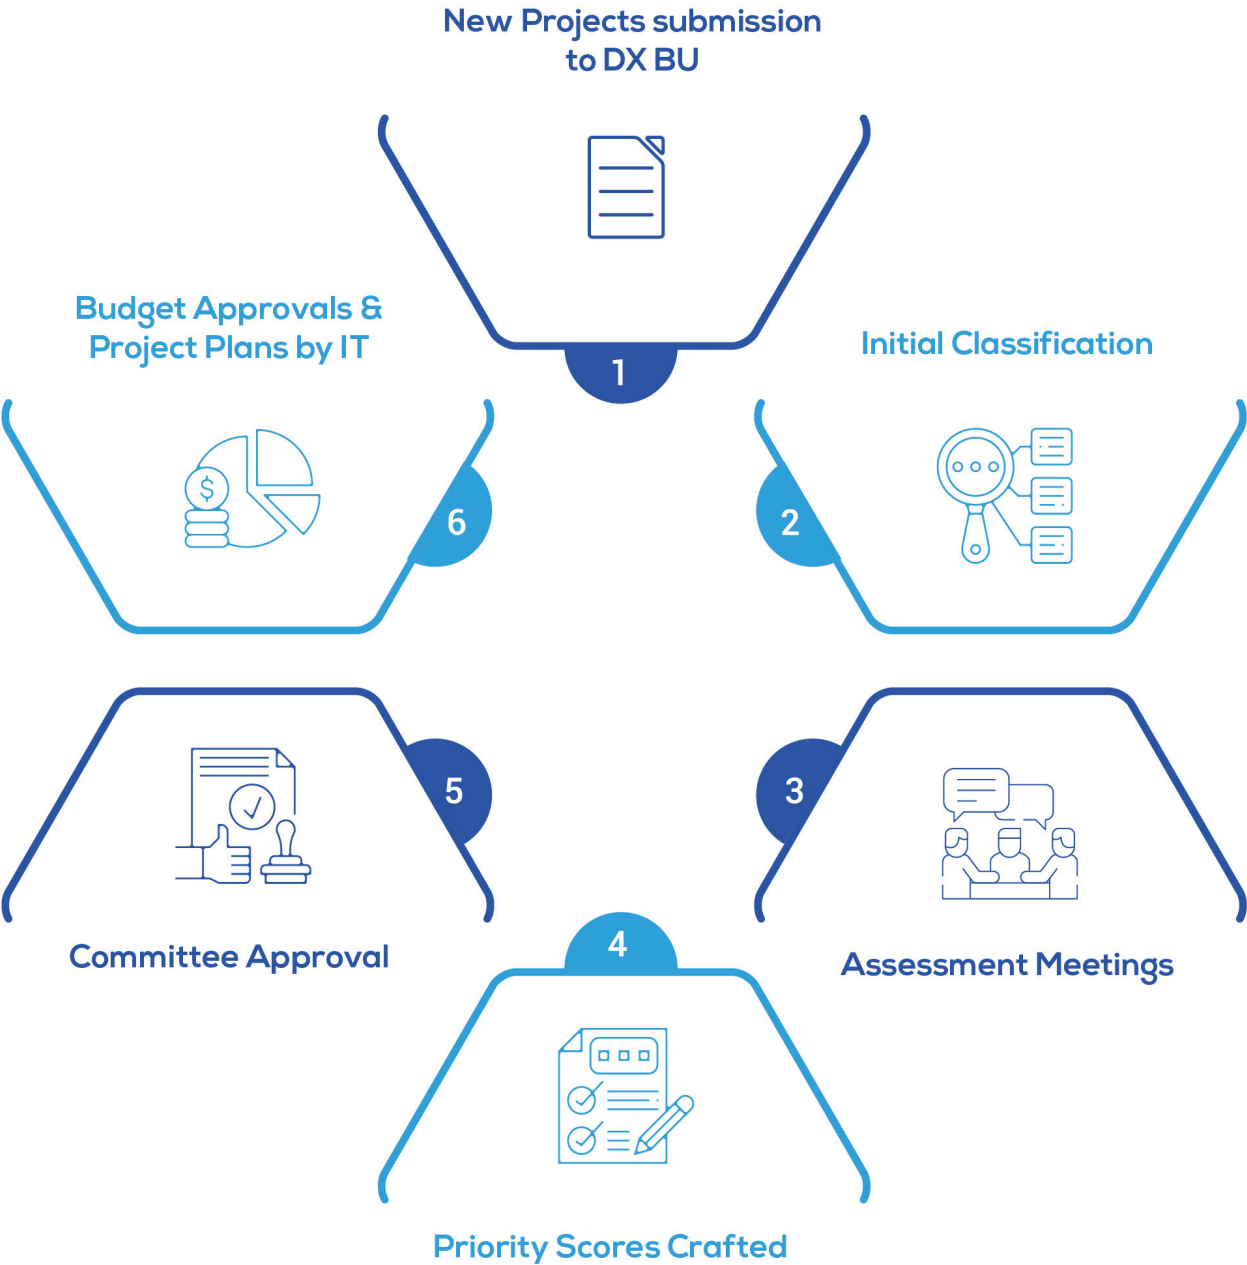 New Projects submission
to DX BU
1
Initial Classification
2
3
Assessment Meetings
4
Priority Scores Crafted
5
Committee Approval
Budget Approvals &
Project Plans by IT
$
6